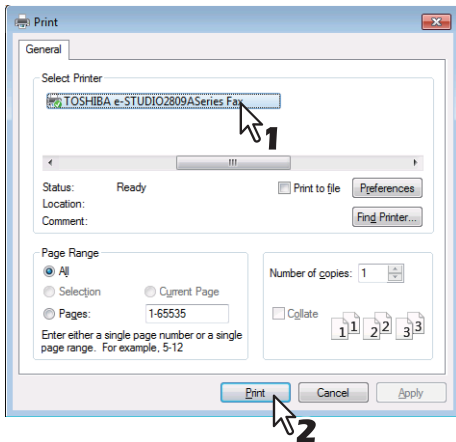 Print
General
Select Printer
TOSHIBA e-STUDIO2809ASeries Fax
1
Status: Ready
Print to file
Preferences
Location:
Comment:
Find Printer...
Page Range
All
Selection
Current Page
Pages: 1-65535
Enter either a single page number or a single
page range. For example, 5-12
Number of copies: 1
Collate
1 1 2 2 3 3
Print
Cancel
Apply
2